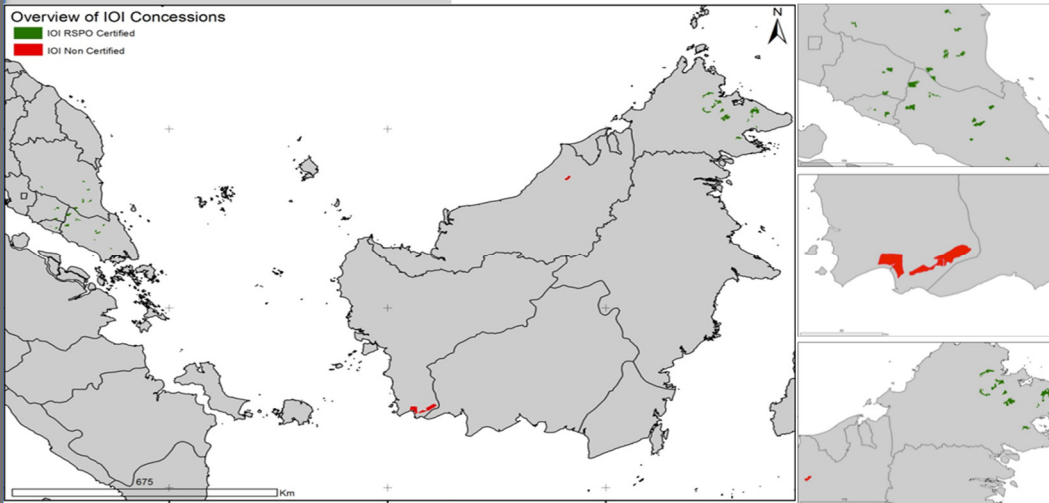 Overview of IOI Concessions
IOI RSPO Certified
IOI Non Certified
N
675
Km